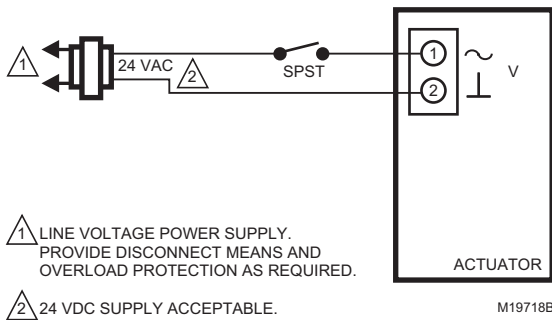 1
24 VAC
2
SPST
1
2
V
1 LINE VOLTAGE POWER SUPPLY.
PROVIDE DISCONNECT MEANS AND
OVERLOAD PROTECTION AS REQUIRED.
ACTUATOR
2 24 VDC SUPPLY ACCEPTABLE.
M19718B